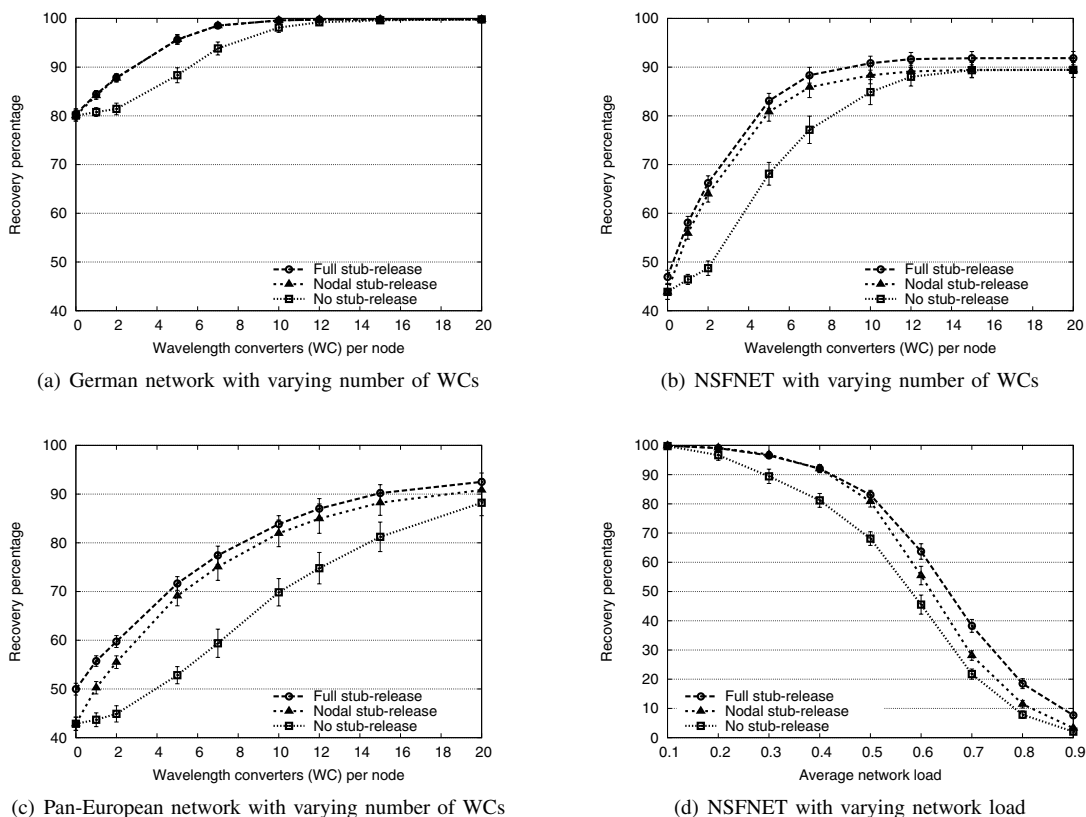 100
90
80
70
60
50
40
Recovery percentage
Full stub-release
Nodal stub-release
No stub-release
0 2 4 6 8 10 12 14 16 18 20
Wavelength converters (WC) per node
(a) German network with varying number of WCs
100
90
80
70
60
50
40
Recovery percentage
Full stub-release
Nodal stub-release
No stub-release
0 2 4 6 8 10 12 14 16 18 20
Wavelength converters (WC) per node
(b) NSFNET with varying number of WCs
100
90
80
70
60
50
40
Recovery percentage
Full stub-release
Nodal stub-release
No stub-release
0 2 4 6 8 10 12 14 16 18 20
Wavelength converters (WC) per node
(c) Pan-European network with varying number of WCs
100
90
80
70
60
50
40
30
20
10
0
Recovery percentage
Full stub-release
Nodal stub-release
No stub-release
0.1 0.2 0.3 0.4 0.5 0.6 0.7 0.8 0.9
Average network load
(d) NSFNET with varying network load